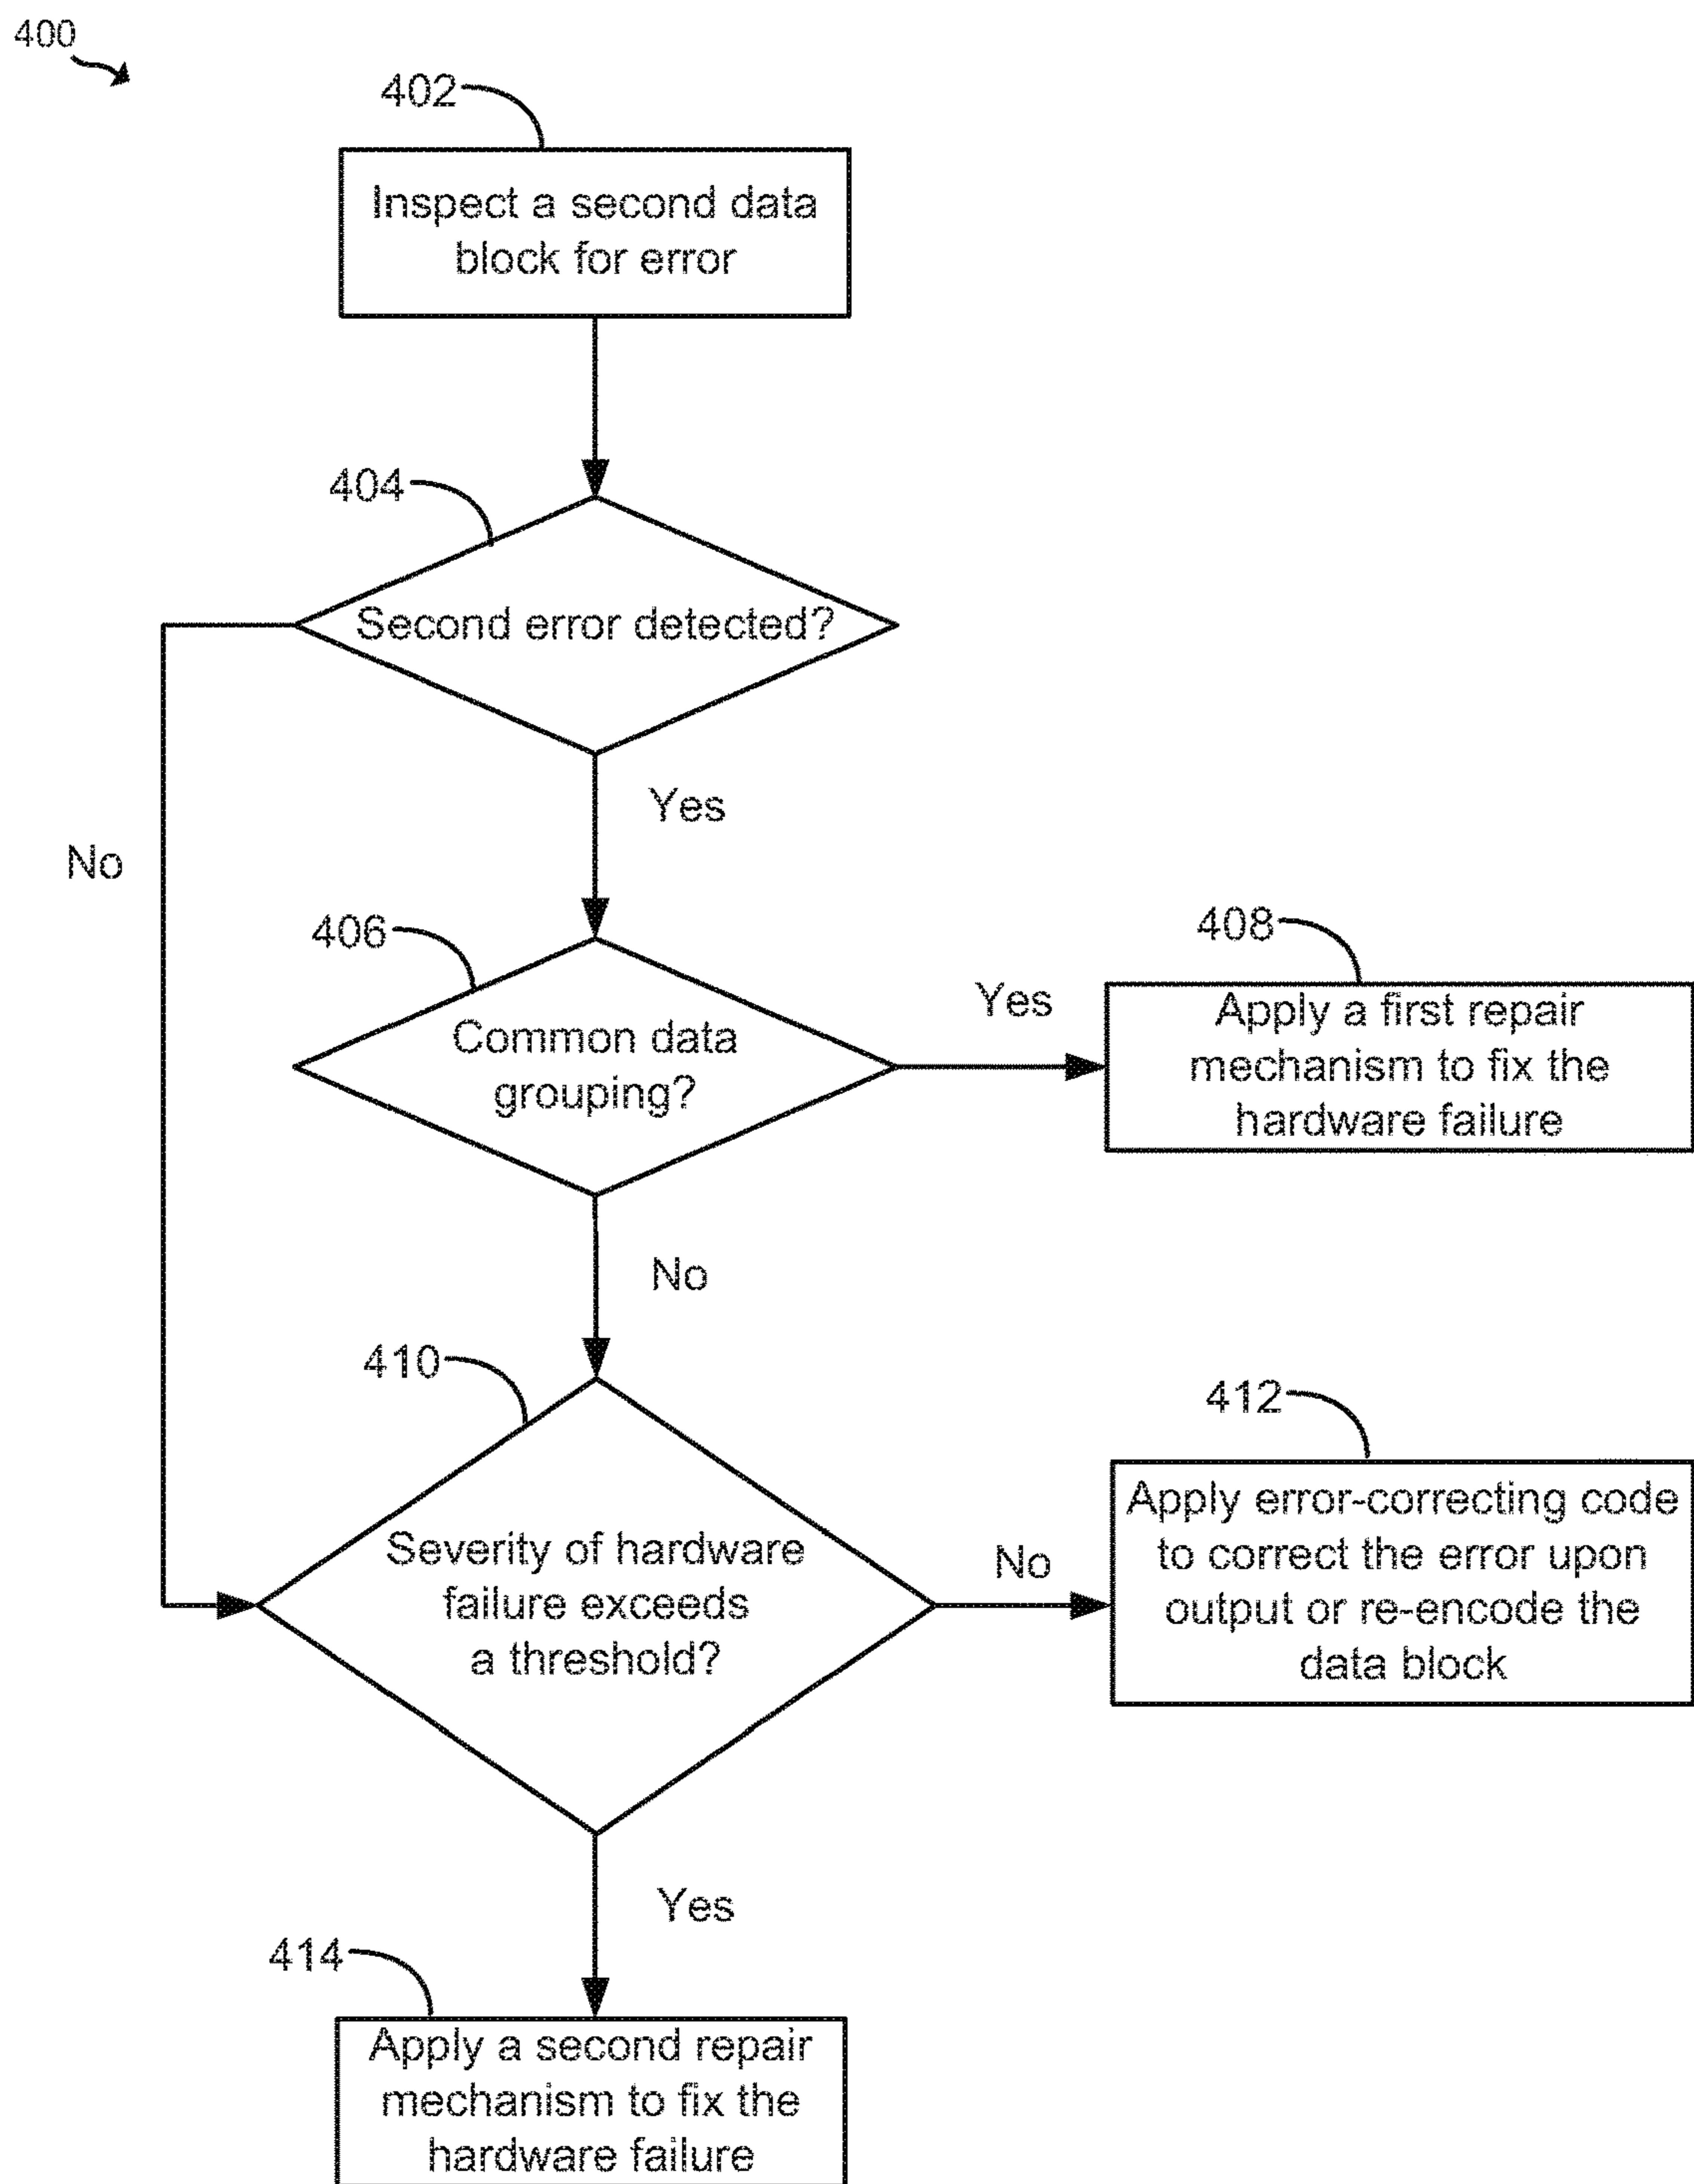 400
402
Inspect a second data
block for error
404
Second error detected?
Yes
No
406
Common data
grouping?
Yes
408
Apply a first repair
mechanism to fix the
hardware failure
No
410
Severity of hardware
failure exceeds
a threshold?
No
412
Apply error-correcting code
to correct the error upon
output or re-encode the
data block
Yes
414
Apply a second repair
mechanism to fix the
hardware failure